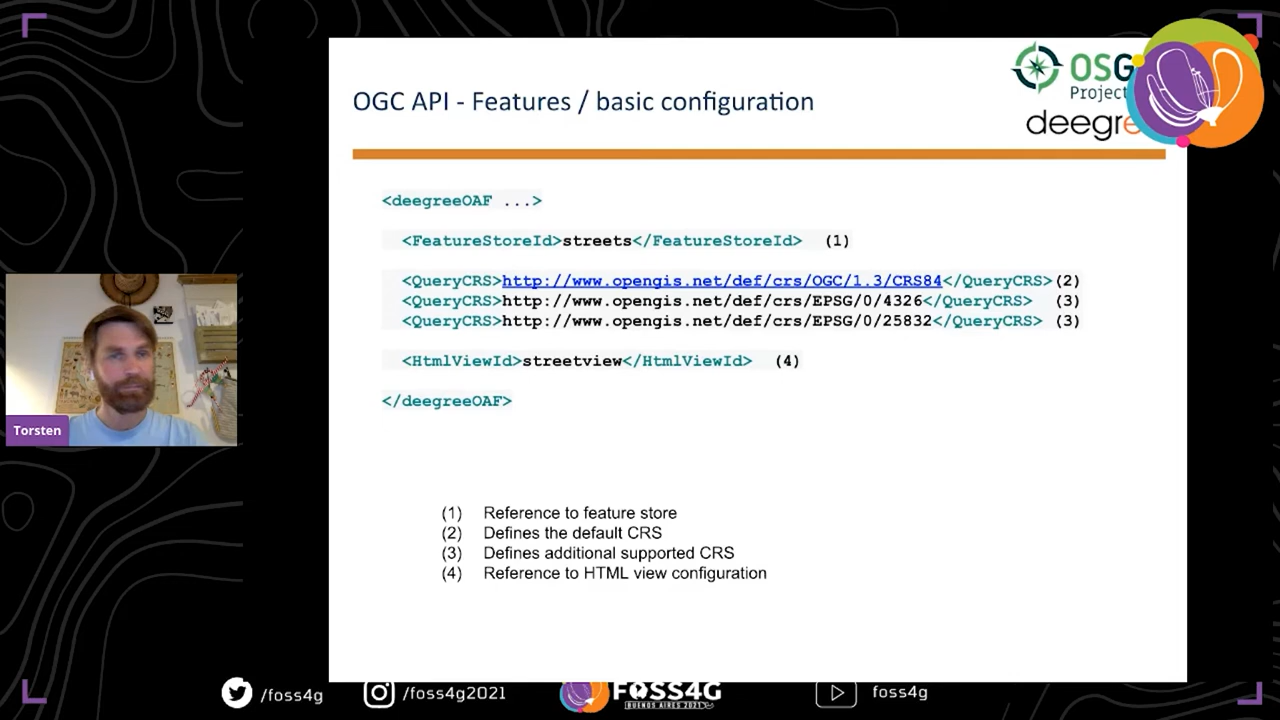 OGC API - Features / basic configuration
OSG
Project
deegre
<deegreeOAF ...>
<FeatureStoreId>streets</FeatureStoreId> (1)
<QueryCRS>http://www.opengis.net/def/crs/OGC/1.3/CRS84</QueryCRS>(2)
<QueryCRS>http://www.opengis.net/def/crs/EPSG/0/4326</QueryCRS> (3)
<QueryCRS>http://www.opengis.net/def/crs/EPSG/0/25832</QueryCRS> (3)
<HtmlViewId>streetview</HtmlViewId> (4)
</deegreeOAF>
Torsten
(1) Reference to feature store
(2) Defines the default CRS
(3) Defines additional supported CRS
(4) Reference to HTML view configuration
/foss4g
/foss4g2021
FOSS4G
BUENOS AIRES 2021
foss4g